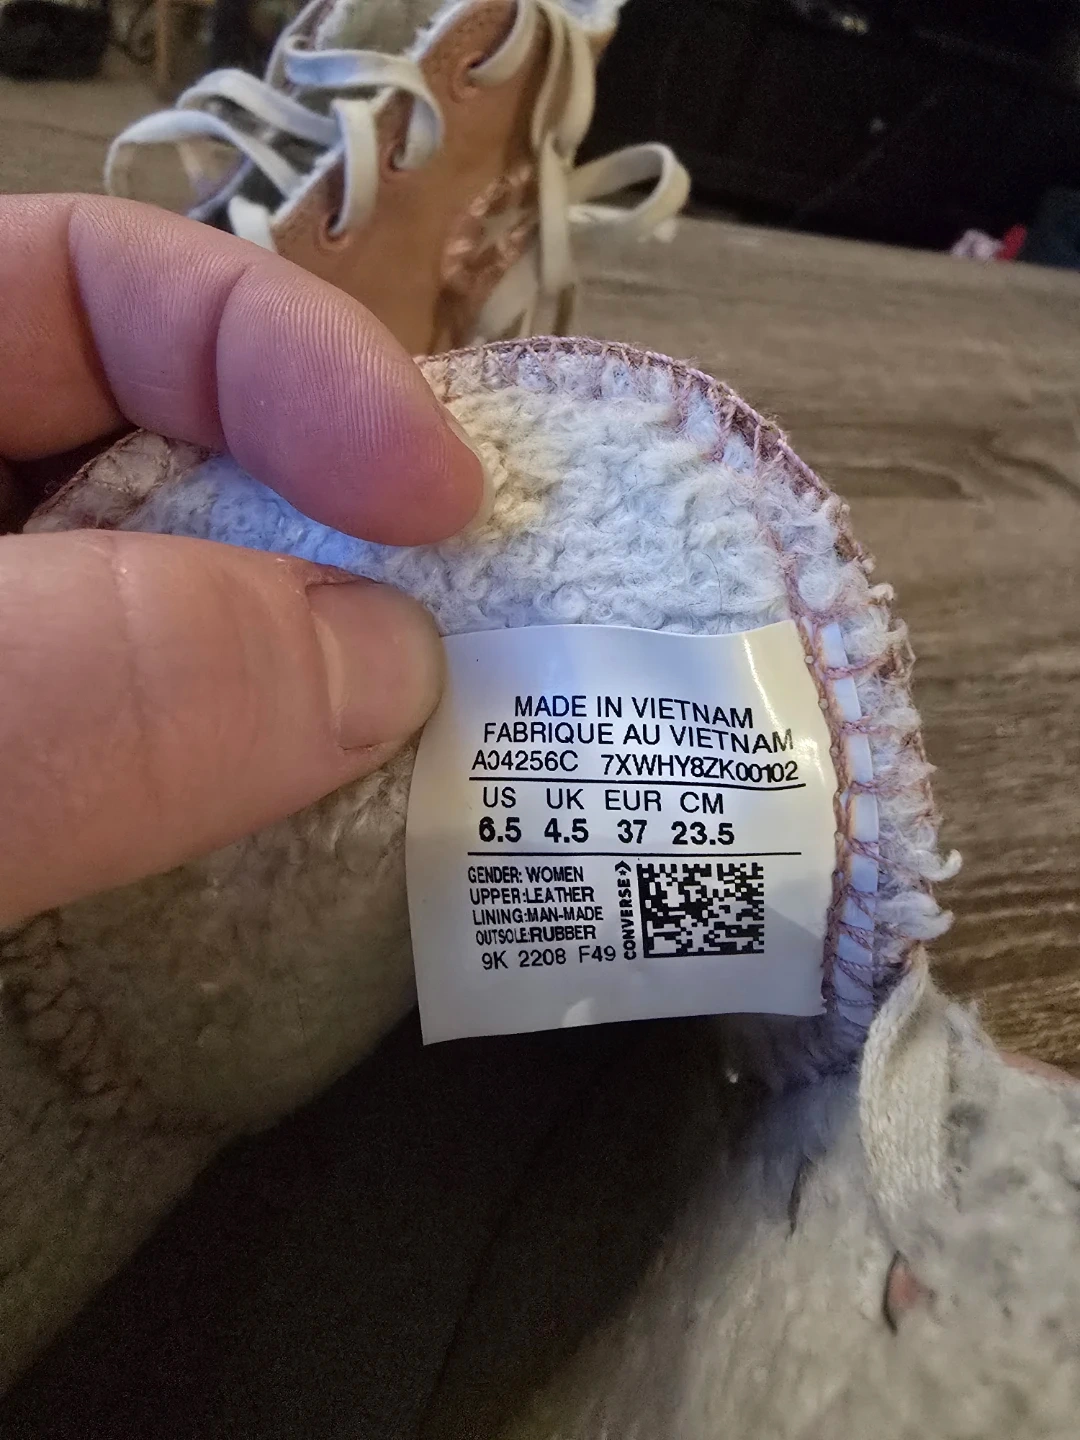 MADE IN VIETNAM
FABRIQUE AU VIETNAM
A04256C 7XWHY8ZK00102
US UK EUR CM
6.5 4.5 37 23.5
GENDER: WOMEN
UPPER:LEATHER
LINING:MAN-MADE
OUTSOLE:RUBBER
9K 2208 F49
CONVERSE